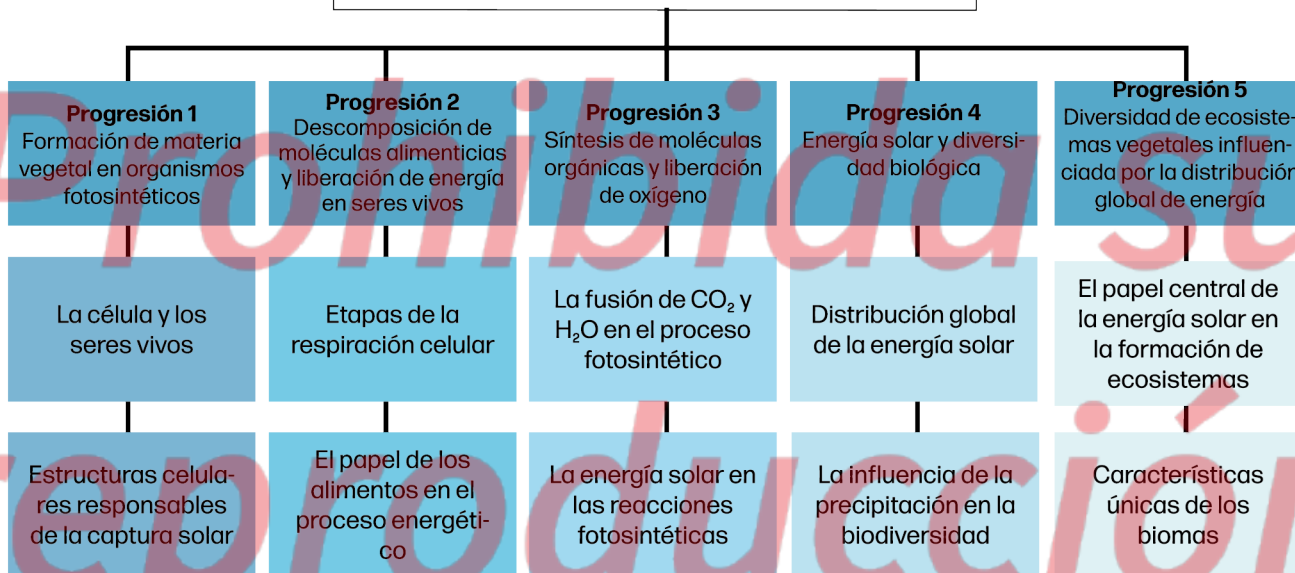 Progresión 1
Formación de materia
vegetal en organismos
fotosintéticos
Progresión 2
Descomposición de
moléculas alimenticias
y liberación de energía
en seres vivos
Progresión 3
Síntesis de moléculas
orgánicas y liberación
de oxígeno
Progresión 4
Energía solar y diversi-
dad biológica
Progresión 5
Diversidad de ecosiste-
mas vegetales influen-
ciada por la distribución
global de energía
La célula y los
seres vivos
Etapas de la
respiración celular
La fusión de CO₂ y
H₂O en el proceso
fotosintético
Distribución global
de la energía solar
El papel central de
la energía solar en
la formación de
ecosistemas
Estructuras celula-
res responsables
de la captura solar
El papel de los
alimentos en el
proceso energéti-
co
La energía solar en
las reacciones
fotosintéticas
La influencia de la
precipitación en la
biodiversidad
Características
únicas de los
biomas
Prohibida su
reproducción